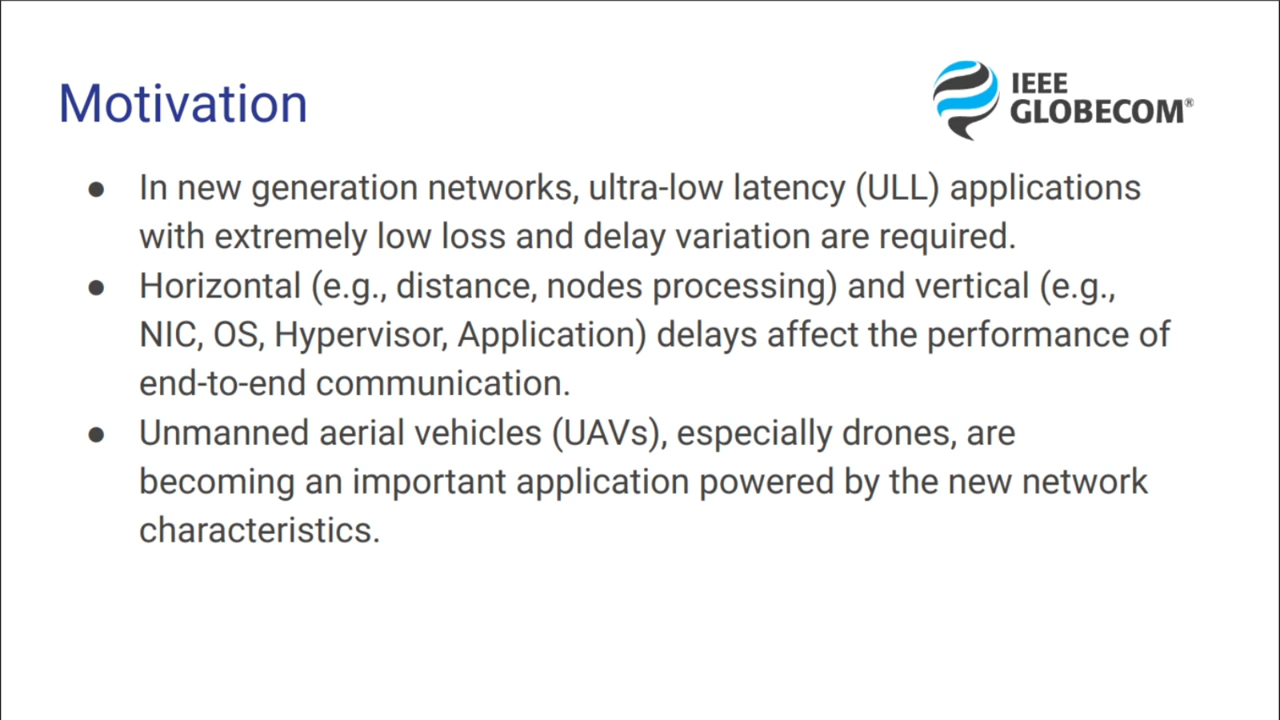 Motivation
IEEE
GLOBECOM®
● In new generation networks, ultra-low latency (ULL) applications
with extremely low loss and delay variation are required.
● Horizontal (e.g., distance, nodes processing) and vertical (e.g.,
NIC, OS, Hypervisor, Application) delays affect the performance of
end-to-end communication.
● Unmanned aerial vehicles (UAVs), especially drones, are
becoming an important application powered by the new network
characteristics.